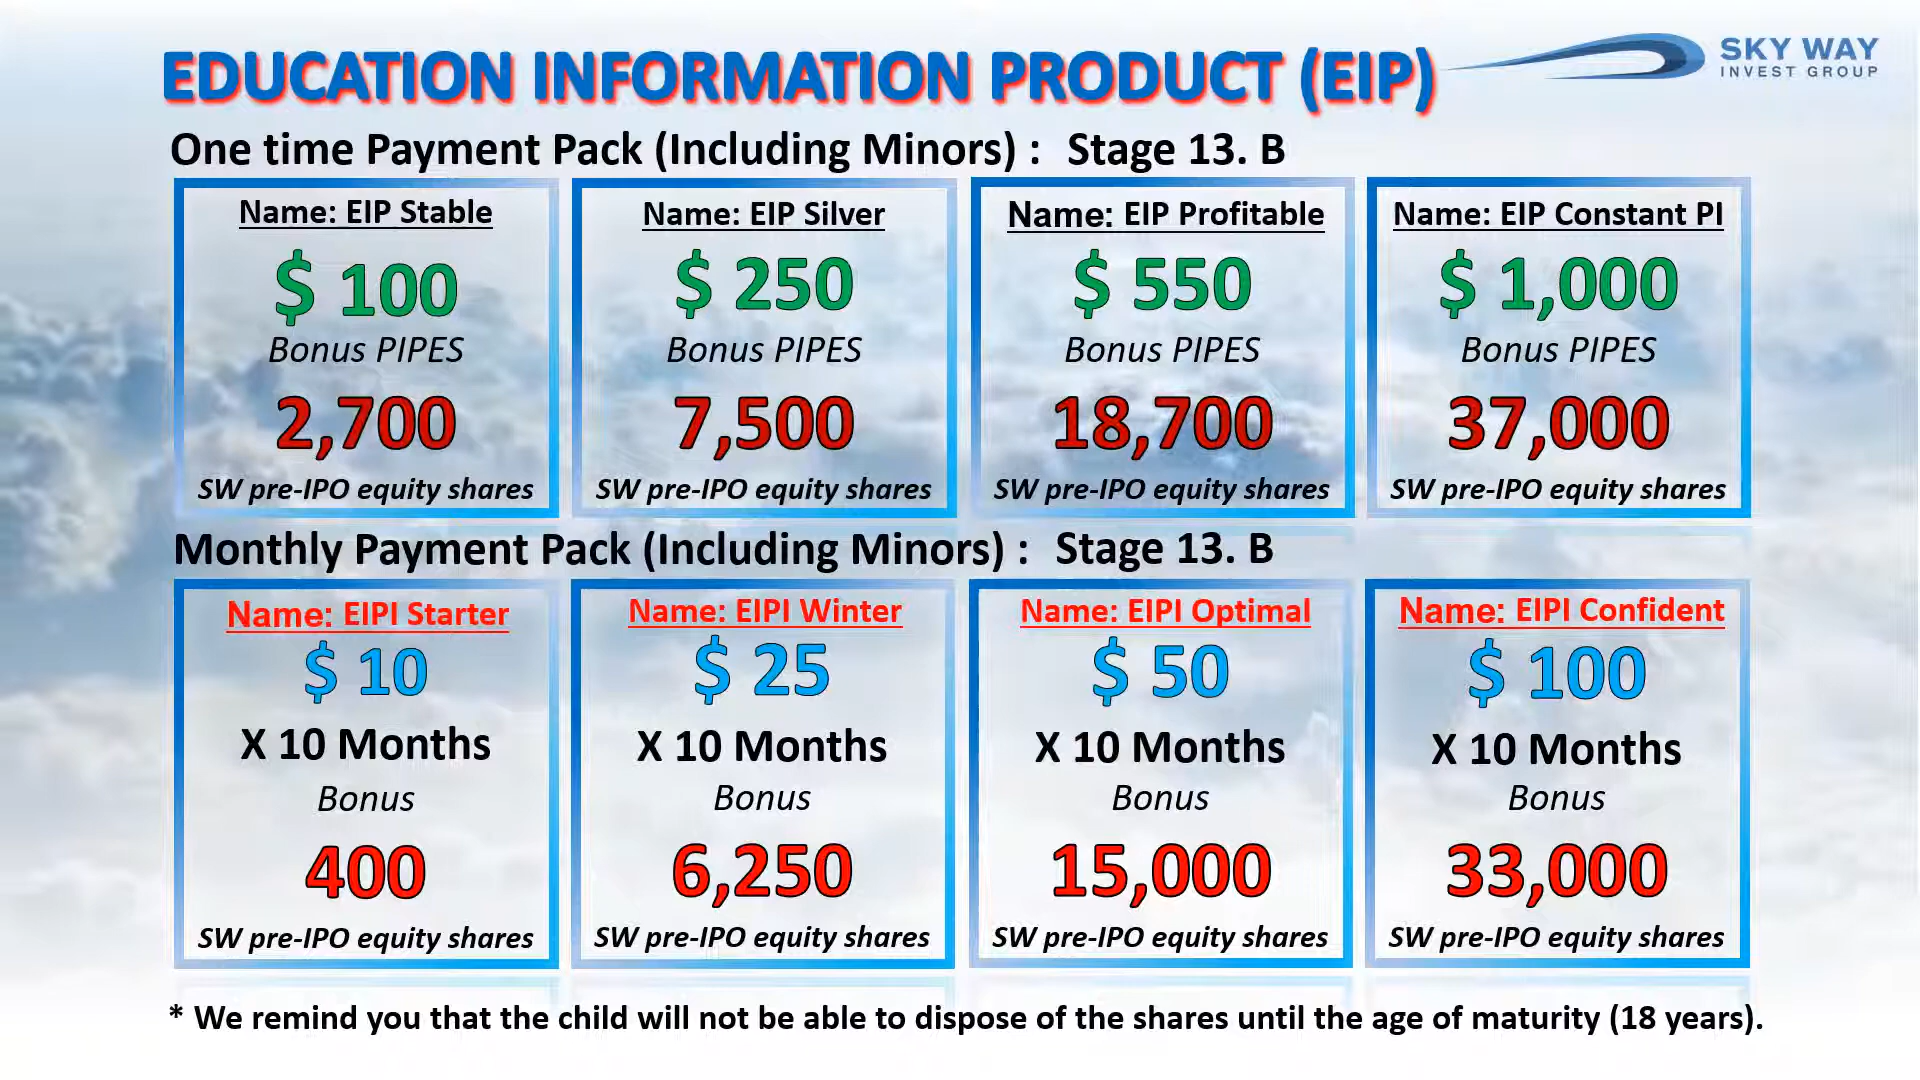 EDUCATION INFORMATION PRODUCT (EIP)
SKY WAY
INVEST GROUP
One time Payment Pack (Including Minors) : Stage 13. B
Name: EIP Stable
$ 100
Bonus PIPES
2,700
SW pre-IPO equity shares
Name: EIP Silver
$ 250
Bonus PIPES
7,500
SW pre-IPO equity shares
Name: EIP Profitable
$ 550
Bonus PIPES
18,700
SW pre-IPO equity shares
Name: EIP Constant PI
$ 1,000
Bonus PIPES
37,000
SW pre-IPO equity shares
Monthly Payment Pack (Including Minors) : Stage 13. B
Name: EIPI Starter
$ 10
X 10 Months
Bonus
400
SW pre-IPO equity shares
Name: EIPI Winter
$ 25
X 10 Months
Bonus
6,250
SW pre-IPO equity shares
Name: EIPI Optimal
$ 50
X 10 Months
Bonus
15,000
SW pre-IPO equity shares
Name: EIPI Confident
$ 100
X 10 Months
Bonus
33,000
SW pre-IPO equity shares
* We remind you that the child will not be able to dispose of the shares until the age of maturity (18 years).